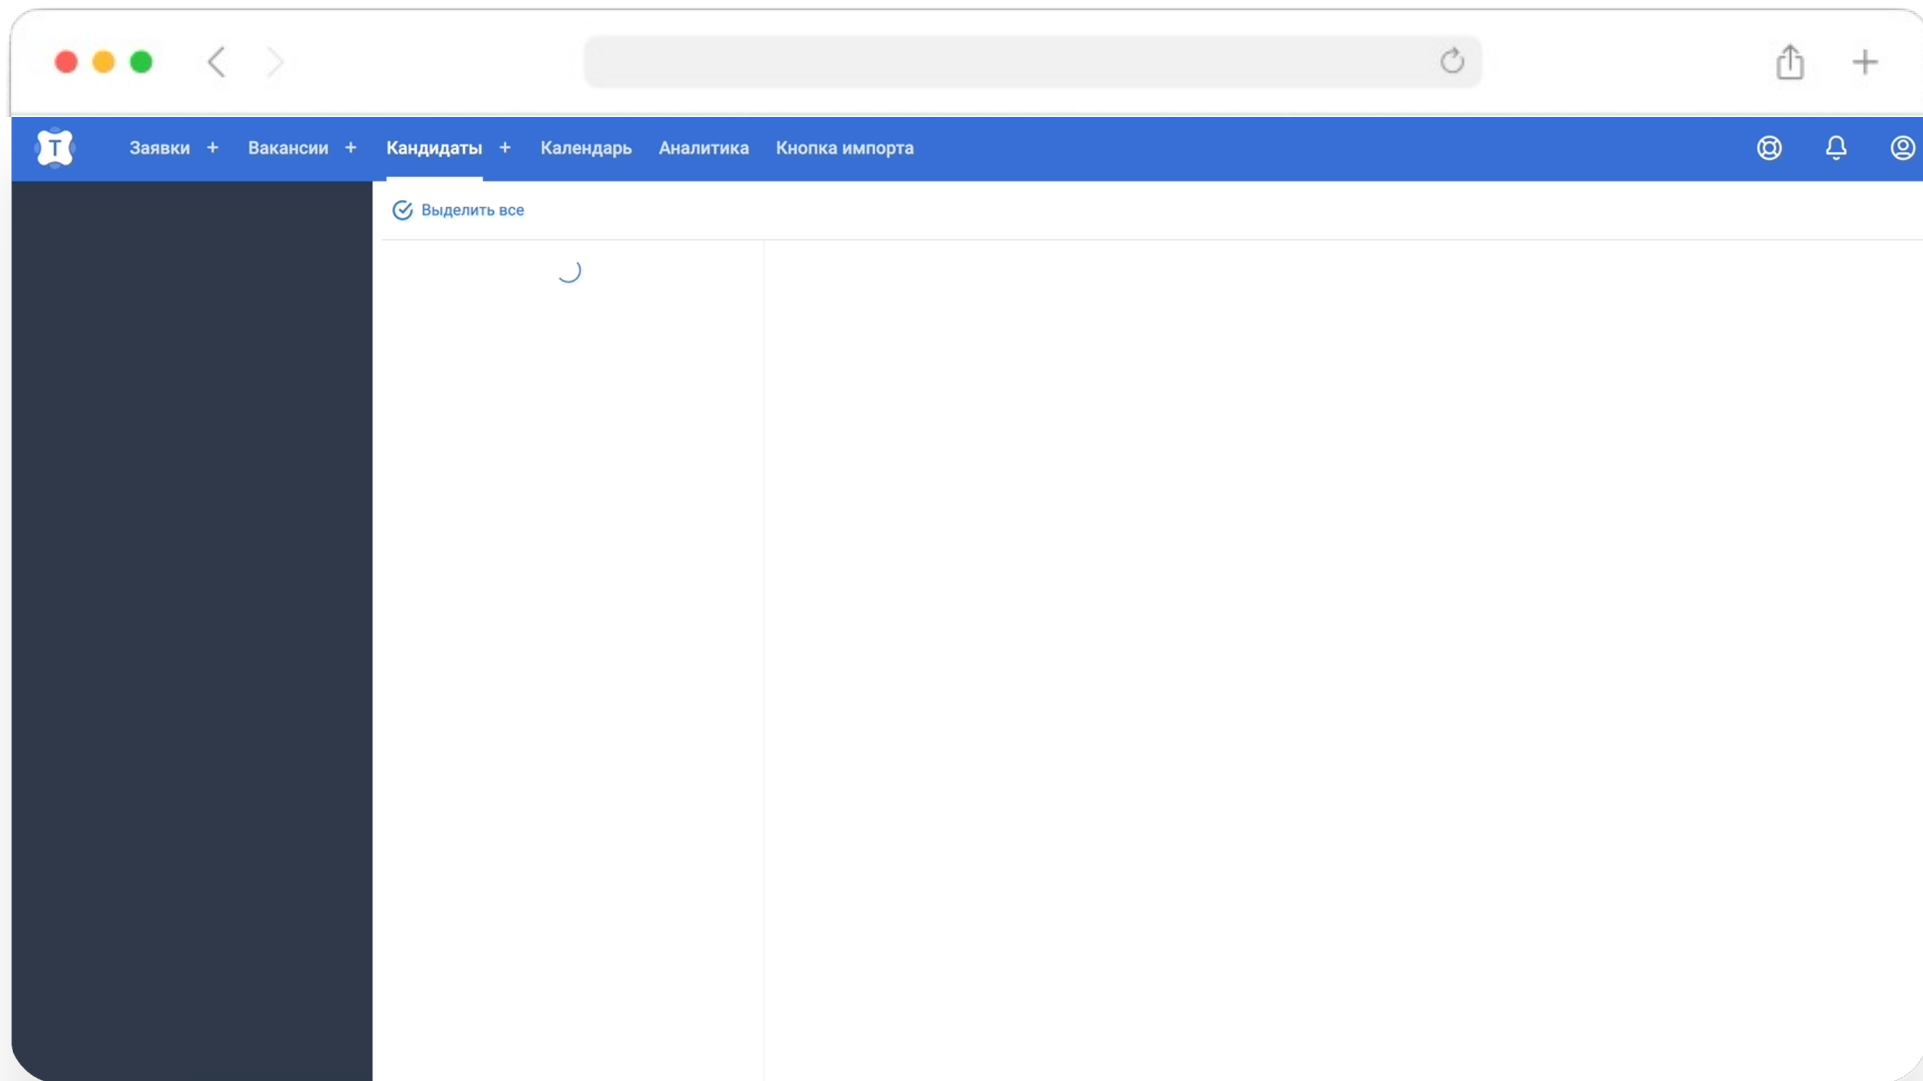 T Заявки + Вакансии + Кандидаты + Календарь Аналитика Кнопка импорта
Выделить все